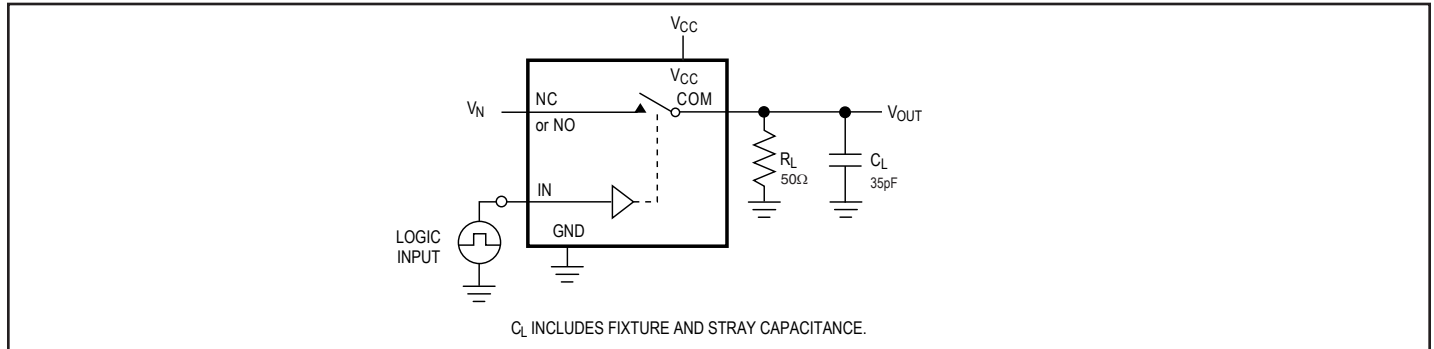 VCC
VCC
VN
NC
COM
or NO
VOUT
RL
50Ω
CL
35pF
IN
LOGIC
INPUT
GND
CL INCLUDES FIXTURE AND STRAY CAPACITANCE.